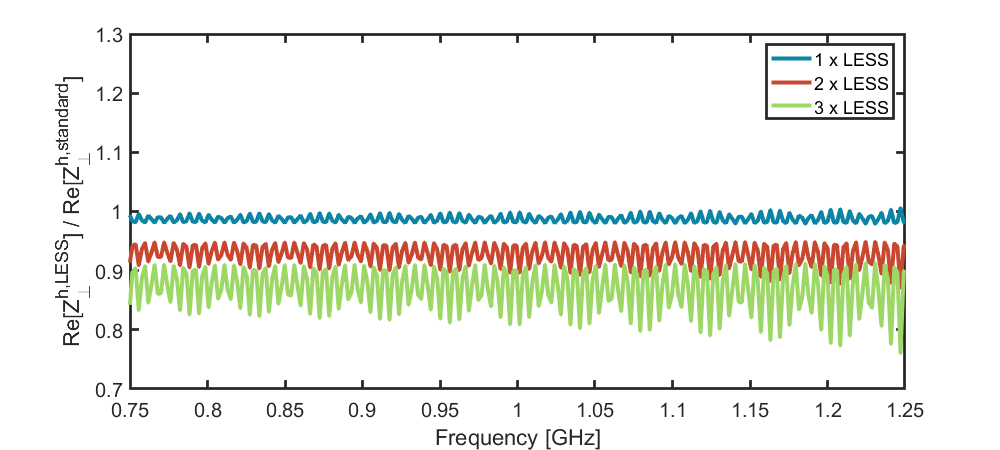 Re[Z⊥^h,LESS] / Re[Z⊥^h,standard]
1.3
1.2
1.1
1
0.9
0.8
0.7
1 x LESS
2 x LESS
3 x LESS
0.75 0.8 0.85 0.9 0.95 1 1.05 1.1 1.15 1.2 1.25
Frequency [GHz]